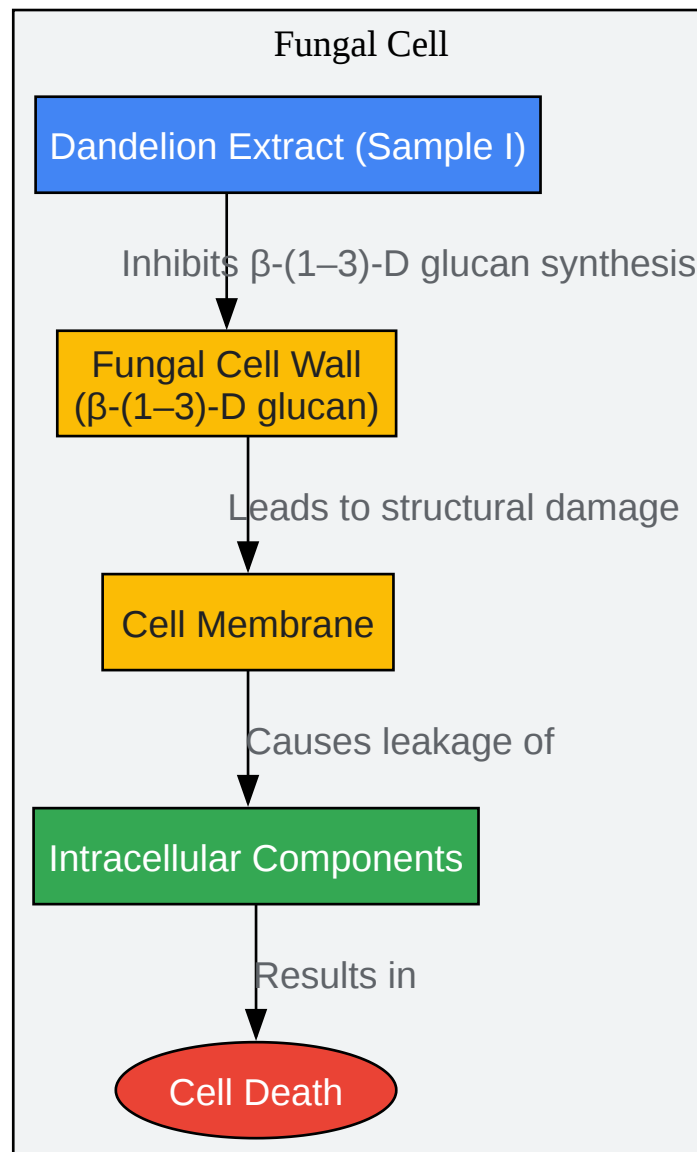 Fungal Cell
Dandelion Extract (Sample I)
Inhibits β-(1–3)-D glucan synthesis
Fungal Cell Wall
(β-(1–3)-D glucan)
Leads to structural damage
Cell Membrane
Causes leakage of
Intracellular Components
Results in
Cell Death